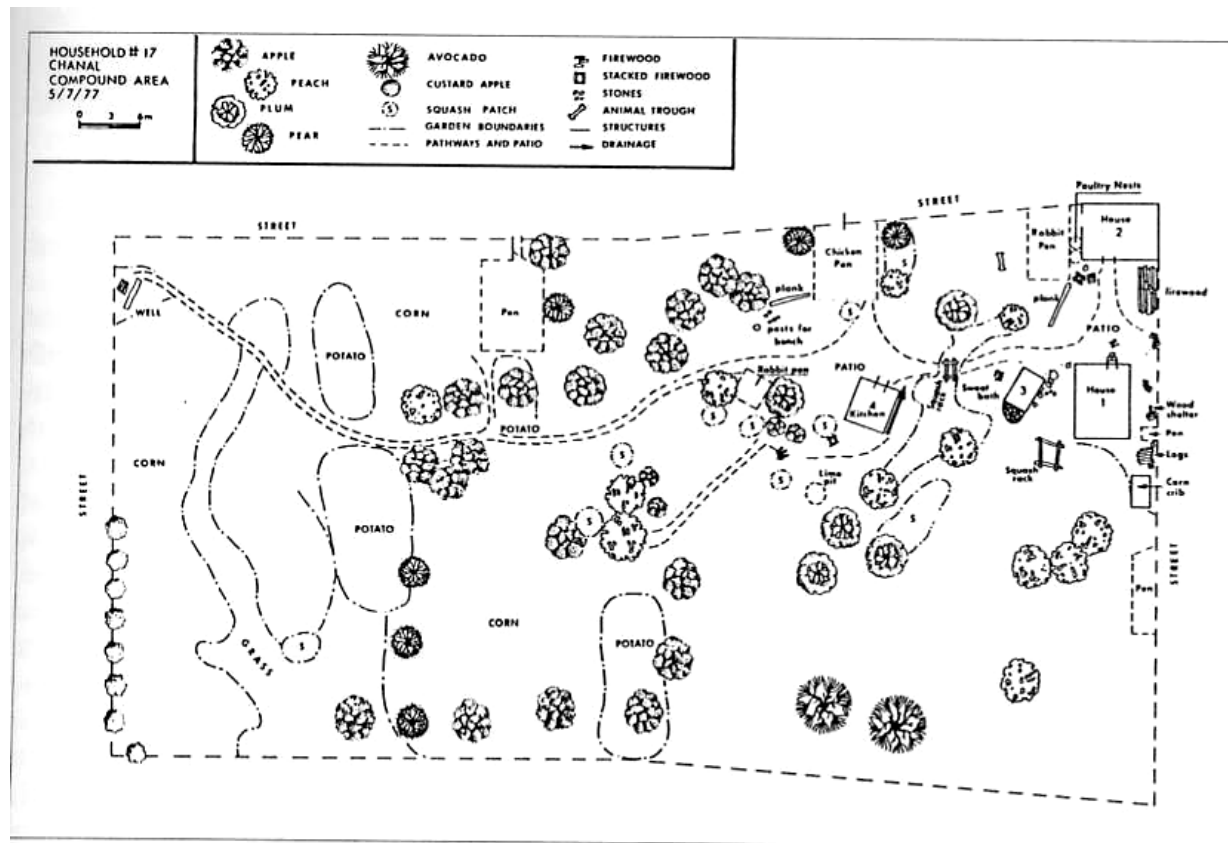 HOUSEHOLD # 17
CHANAL
COMPOUND AREA
5/7/77
0 3 6m
APPLE
PEACH
PLUM
PEAR
AVOCADO
CUSTARD APPLE
S SQUASH PATCH
GARDEN BOUNDARIES
PATHWAYS AND PATIO
FIREWOOD
STACKED FIREWOOD
STONES
ANIMAL TROUGH
STRUCTURES
DRAINAGE
Poultry Nests
STREET
STREET
House
2
Rabbit
Pen
Chicken
Pen
S
plank
plank
firewood
WELL
CORN
Pen
S
posts for
bench
PATIO
POTATO
PATIO
Rabbit pen
Sweat
bath
3
House
1
4
Kitchen
Wood
shelter
Pen
POTATO
S
S
S
Logs
CORN
S
Lime
pit
Squash
rack
Corn
crib
S
STREET
POTATO
S
S
STREET
Pen
CORN
POTATO
S
GRASS